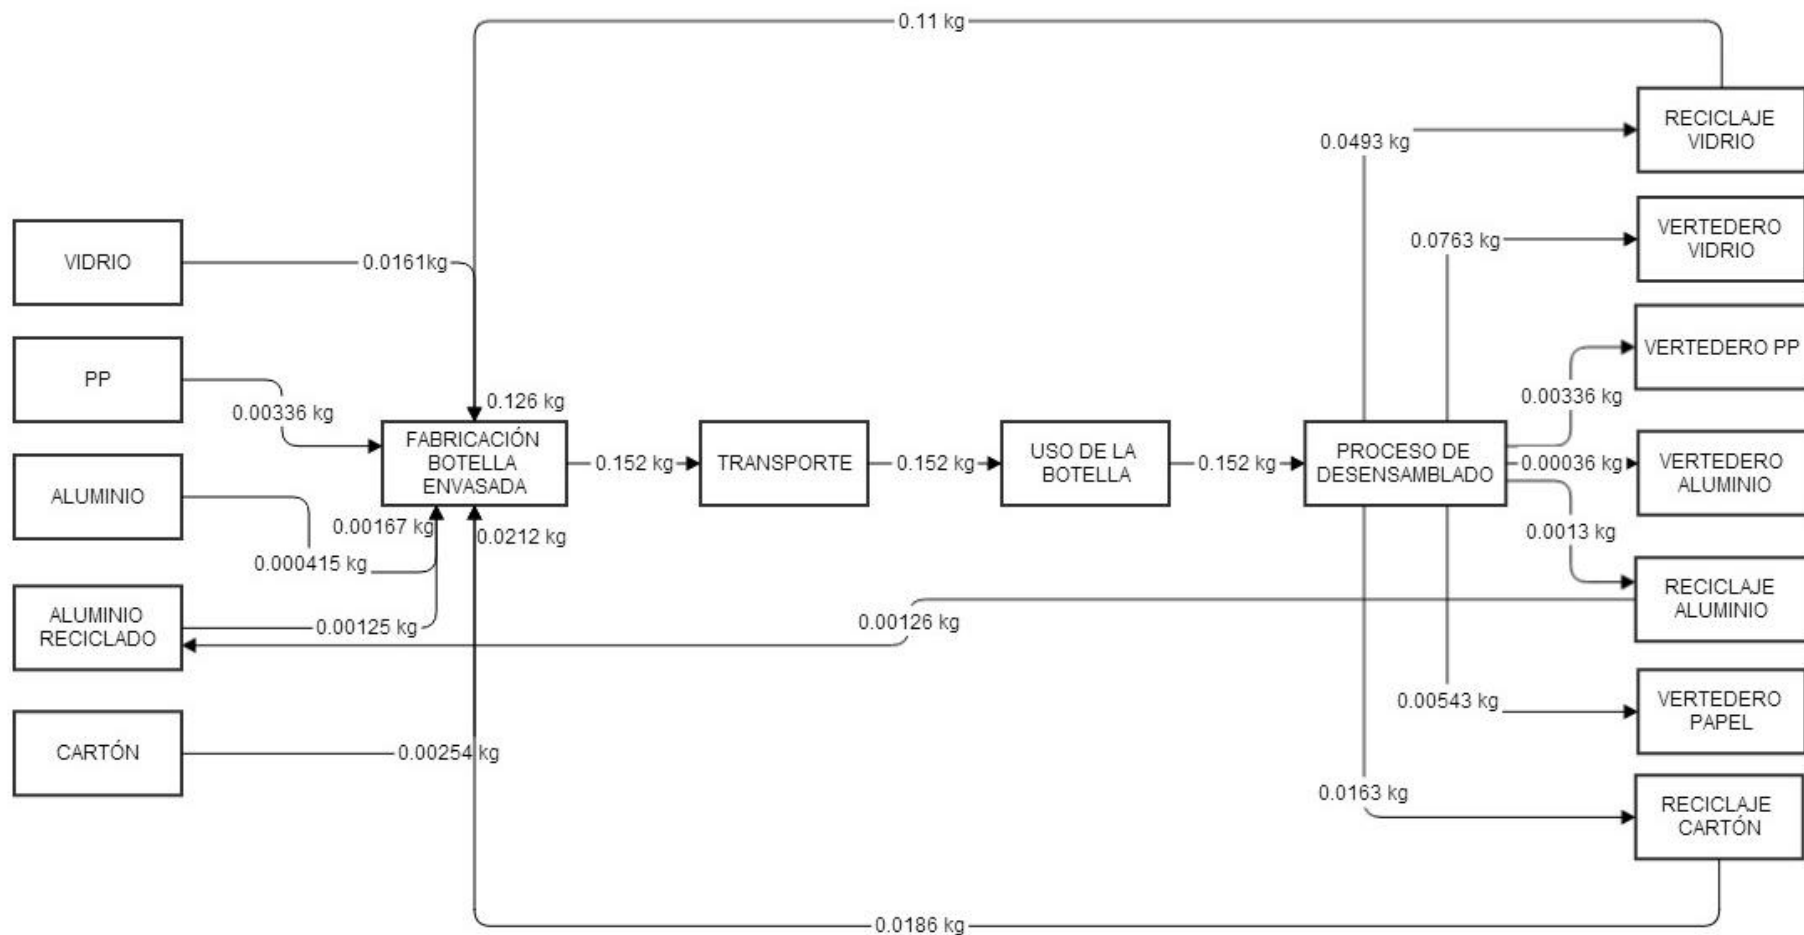 0.11 kg
RECICLAJE
VIDRIO
0.0493 kg
VERTEDERO
VIDRIO
0.0763 kg
VIDRIO
0.0161kg
PP
0.00336 kg
0.126 kg
VERTEDERO PP
0.00336 kg
FABRICACIÓN
BOTELLA
ENVASADA
0.152 kg
TRANSPORTE
0.152 kg
USO DE LA
BOTELLA
0.152 kg
PROCESO DE
DESENSAMBLADO
0.00036 kg
VERTEDERO
ALUMINIO
ALUMINIO
0.00167 kg
0.0212 kg
0.0013 kg
0.000415 kg
ALUMINIO
RECICLADO
0.00125 kg
0.00126 kg
RECICLAJE
ALUMINIO
0.00543 kg
VERTEDERO
PAPEL
CARTÓN
0.00254 kg
0.0163 kg
RECICLAJE
CARTÓN
0.0186 kg